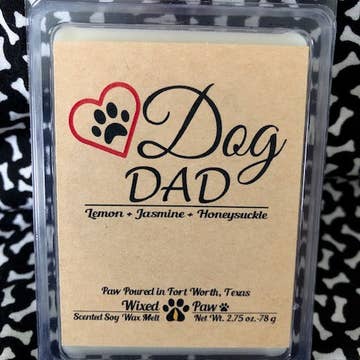 Dog
DAD
Lemon + Jasmine + Honeysuckle
Paw Poured in Fort Worth, Texas
Wixed Paw
Scented Soy Wax Melt Net Wt. 2.75 oz.-78 g